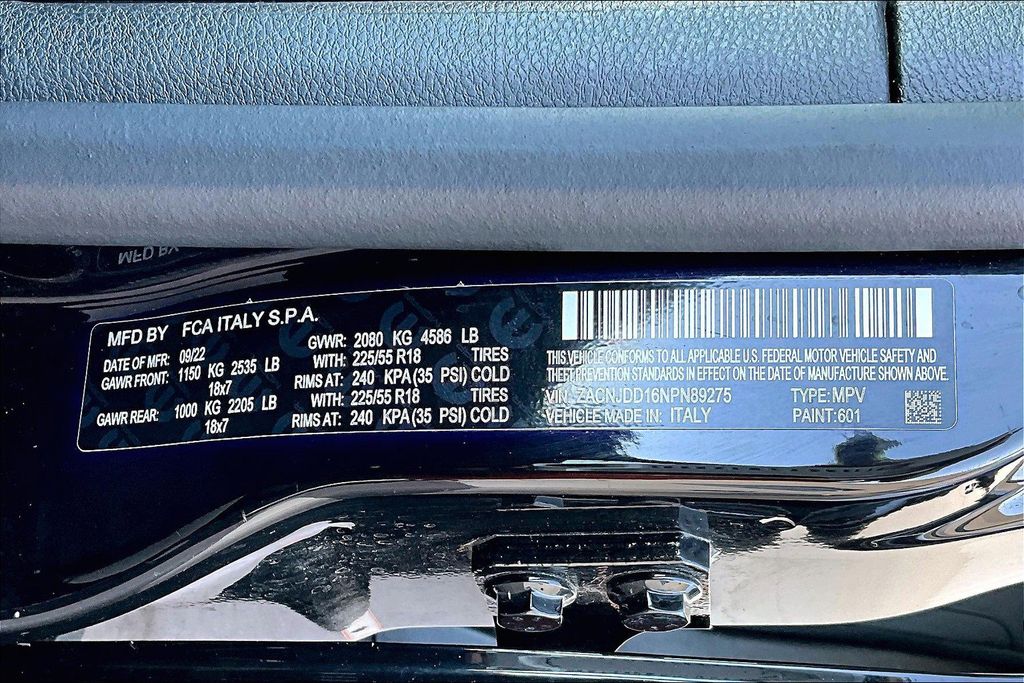 MFD BY FCA ITALY S.P.A.
DATE OF MFR: 09/22 GVWR: 2080 KG 4586 LB
GAWR FRONT: 1150 KG 2535 LB WITH: 225/55 R18 TIRES
18x7 RIMS AT: 240 KPA (35 PSI) COLD
GAWR REAR: 1000 KG 2205 LB WITH: 225/55 R18 TIRES
18x7 RIMS AT: 240 KPA (35 PSI) COLD
THIS VEHICLE CONFORMS TO ALL APPLICABLE U.S. FEDERAL MOTOR VEHICLE SAFETY AND
THEFT PREVENTION STANDARDS IN EFFECT ON THE DATE OF MANUFACTURE SHOWN ABOVE.
VIN: ZACNJDD16NPN89275 TYPE: MPV
VEHICLE MADE IN: ITALY PAINT: 601
MFD BY